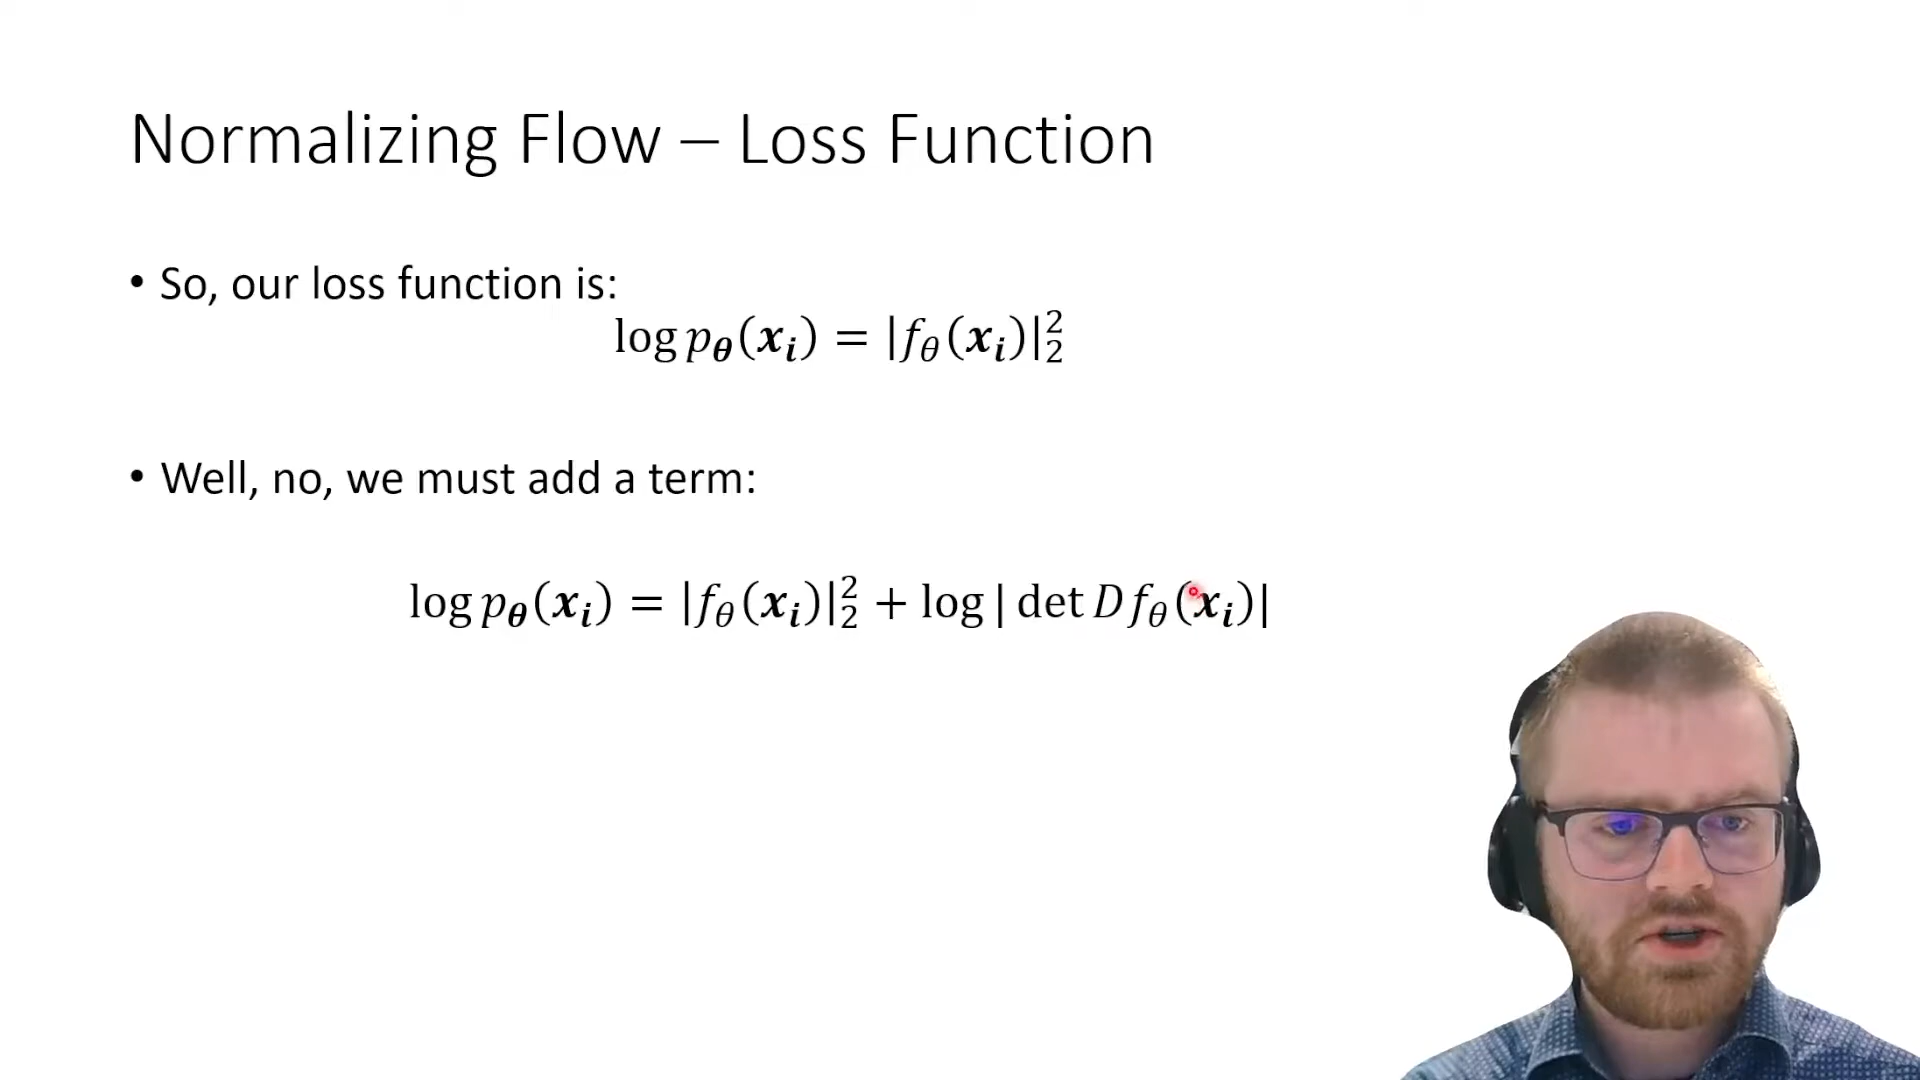 Normalizing Flow – Loss Function
• So, our loss function is:
log p_𝜽(𝒙_𝒊) = |f_θ(𝒙_𝒊)|₂²
• Well, no, we must add a term:
log p_𝜽(𝒙_𝒊) = |f_θ(𝒙_𝒊)|₂² + log | det D f_θ(𝒙_𝒊)|